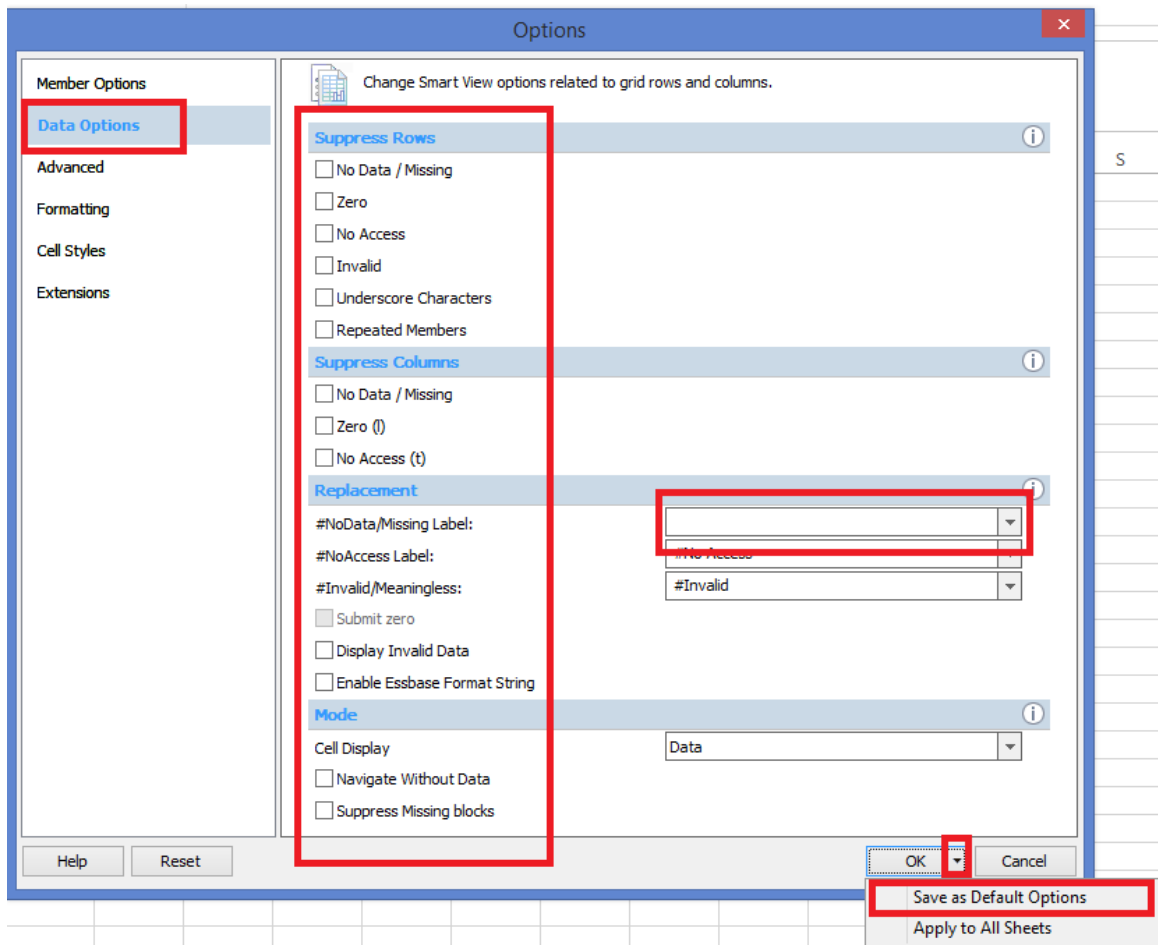 Options
Member Options
Data Options
Advanced
Formatting
Cell Styles
Extensions
Change Smart View options related to grid rows and columns.
Suppress Rows
No Data / Missing
Zero
No Access
Invalid
Underscore Characters
Repeated Members
Suppress Columns
No Data / Missing
Zero (l)
No Access (t)
Replacement
#NoData/Missing Label:
#NoAccess Label: #No Access
#Invalid/Meaningless: #Invalid
Submit zero
Display Invalid Data
Enable Essbase Format String
Mode
Cell Display Data
Navigate Without Data
Suppress Missing blocks
Help Reset OK Cancel
Save as Default Options
Apply to All Sheets
S